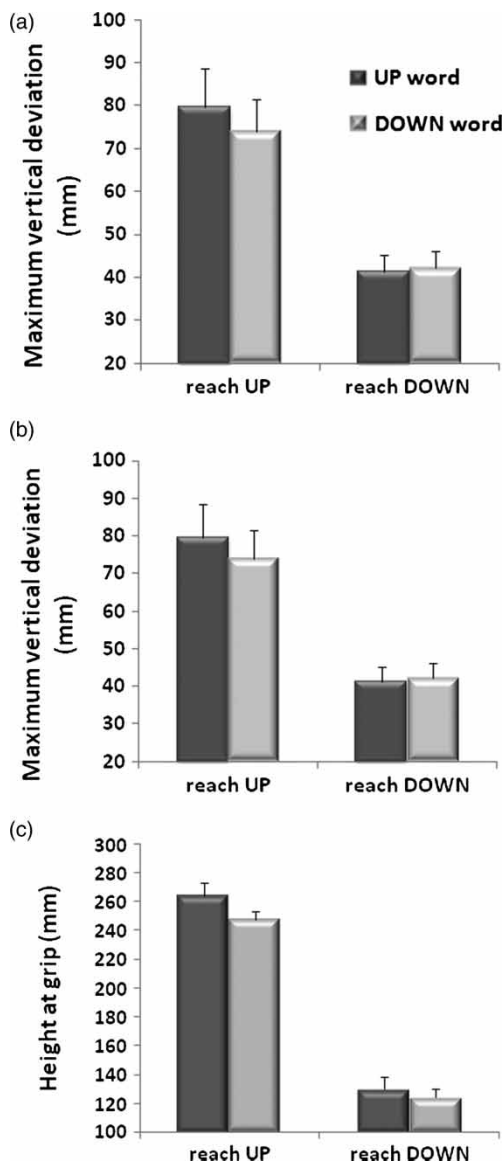 (a)
100
90
80
70
60
50
40
30
20
Maximum vertical deviation
(mm)
UP word
DOWN word
reach UP
reach DOWN
(b)
100
90
80
70
60
50
40
30
20
Maximum vertical deviation
(mm)
reach UP
reach DOWN
(c)
300
280
260
240
220
200
180
160
140
120
100
Height at grip (mm)
reach UP
reach DOWN